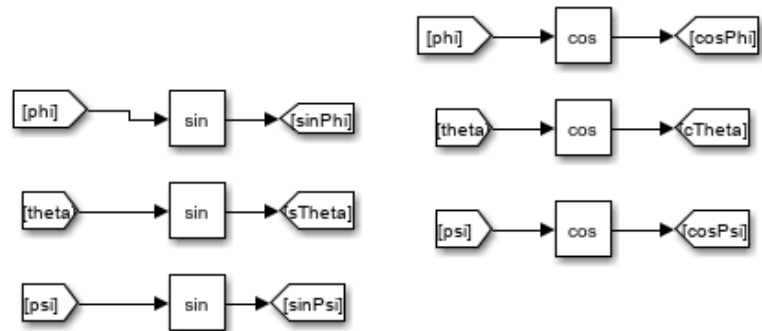 [phi] sin [sinPhi]
[theta] sin [sTheta]
[psi] sin [sinPsi]
[phi] cos [cosPhi]
[theta] cos [cTheta]
[psi] cos [cosPsi]